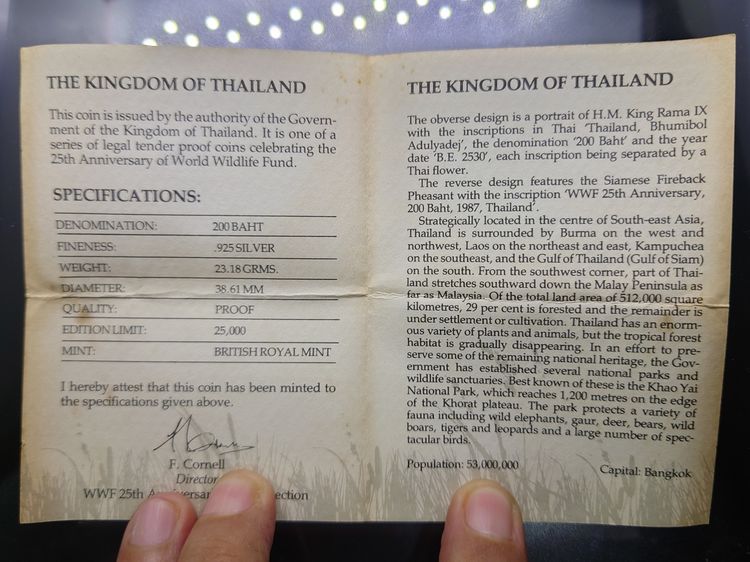 THE KINGDOM OF THAILAND
This coin is issued by the authority of the Govern-
ment of the Kingdom of Thailand. It is one of a
series of legal tender proof coins celebrating the
25th Anniversary of World Wildlife Fund.
SPECIFICATIONS:
DENOMINATION: 200 BAHT
FINENESS: .925 SILVER
WEIGHT: 23.18 GRMS.
DIAMETER: 38.61 MM
QUALITY: PROOF
EDITION LIMIT: 25,000
MINT: BRITISH ROYAL MINT
I hereby attest that this coin has been minted to
the specifications given above.
F. Cornell
Director
WWF 25th
THE KINGDOM OF THAILAND
The obverse design is a portrait of H.M. King Rama IX
with the inscriptions in Thai 'Thailand, Bhumibol
Adulyadej', the denomination '200 Baht' and the year
date 'B.E. 2530', each inscription being separated by a
Thai flower.
The reverse design features the Siamese Fireback
Pheasant with the inscription 'WWF 25th Anniversary,
200 Baht, 1987, Thailand'.
Strategically located in the centre of South-east Asia,
Thailand is surrounded by Burma on the west and
northwest, Laos on the northeast and east, Kampuchea
on the southeast, and the Gulf of Thailand (Gulf of Siam)
on the south. From the southwest corner, part of Thai-
land stretches southward down the Malay Peninsula as
far as Malaysia. Of the total land area of 512,000 square
kilometres, 29 per cent is forested and the remainder is
under settlement or cultivation. Thailand has an enorm-
ous variety of plants and animals, but the tropical forest
habitat is gradually disappearing. In an effort to pre-
serve some of the remaining national heritage, the Gov-
ernment has established several national parks and
wildlife sanctuaries. Best known of these is the Khao Yai
National Park, which reaches 1,200 metres on the edge
of the Khorat plateau. The park protects a variety of
fauna including wild elephants, gaur, deer, bears, wild
boars, tigers and leopards and a large number of spec-
tacular birds.
Population: 53,000,000
Capital: Bangkok